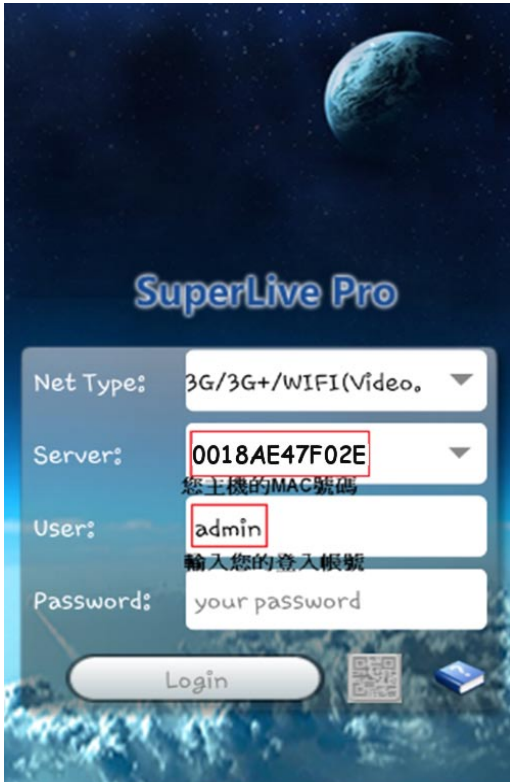 SuperLive Pro
Net Type: 3G/3G+/WIFI(Video。
Server: 0018AE47F02E
您主機的MAC號碼
User: admin
輸入您的登入帳號
Password: your password
Login